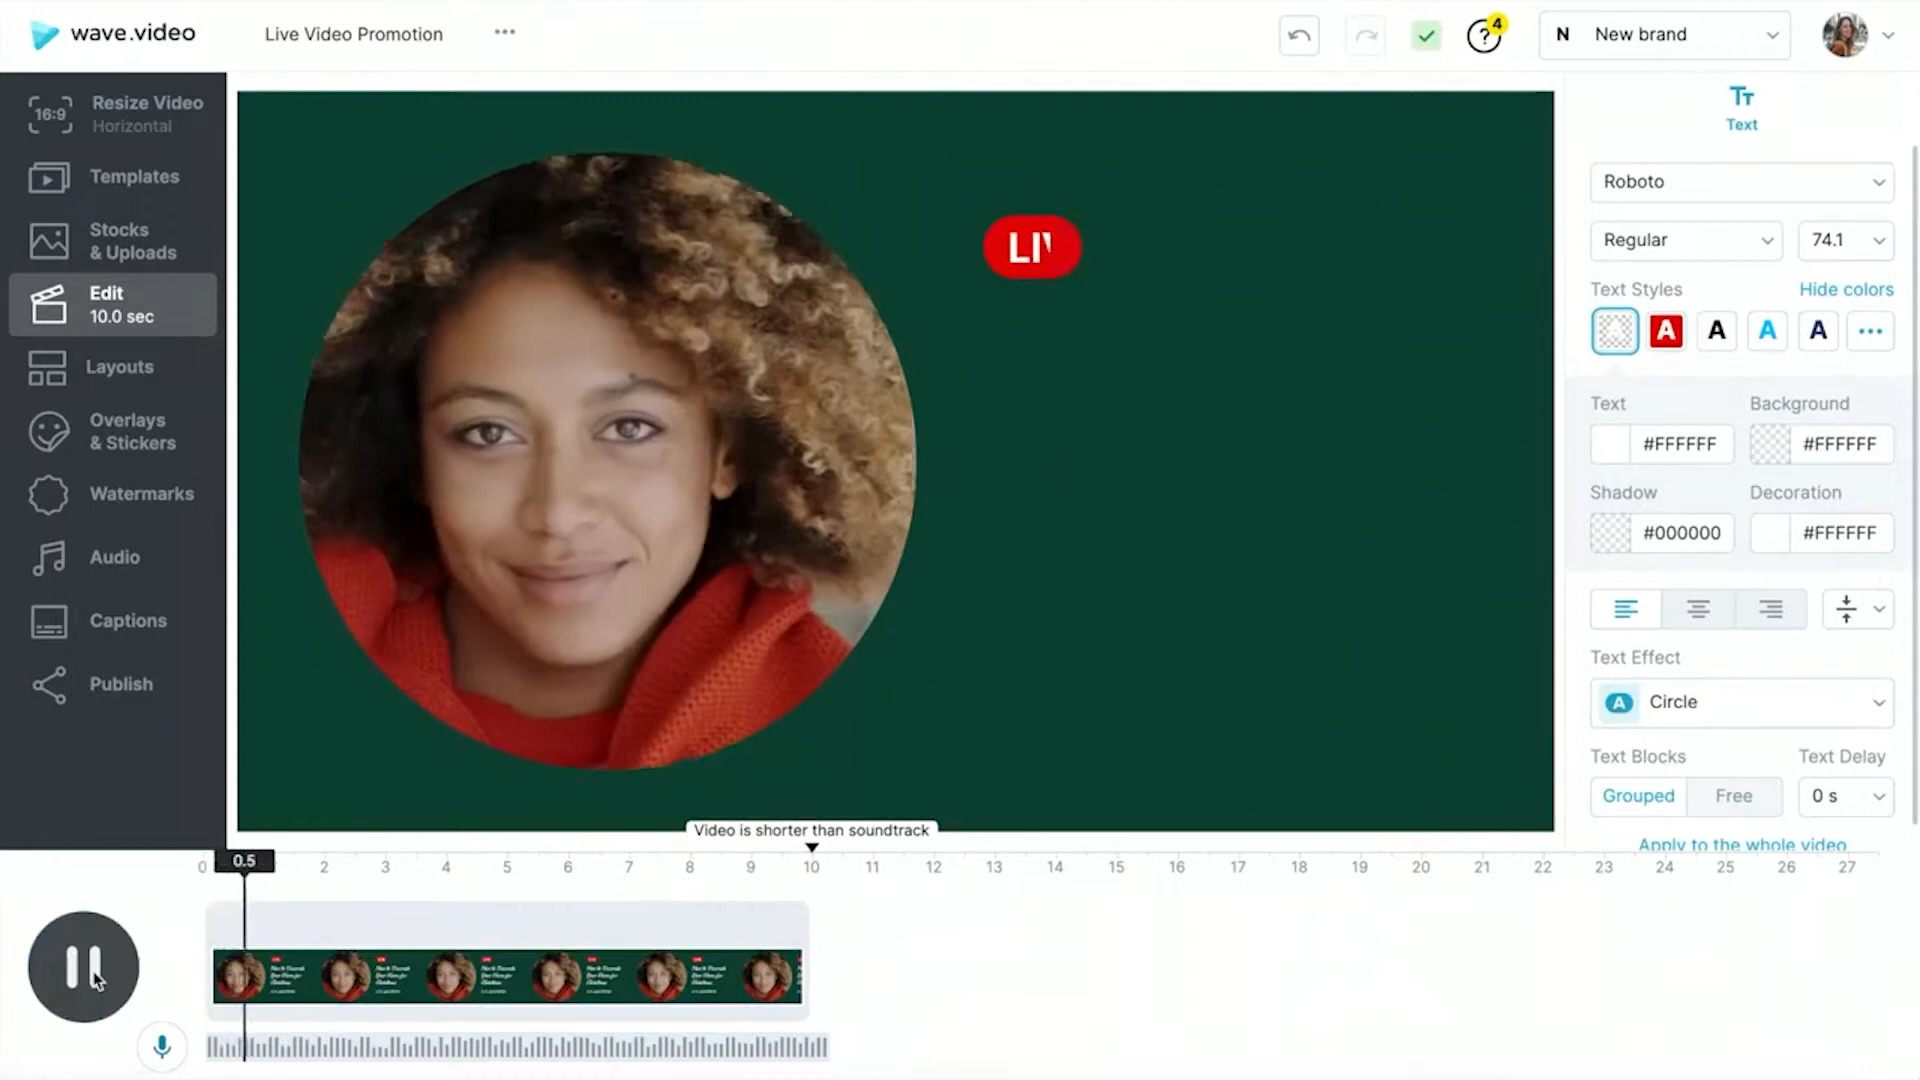 wave.video
Live Video Promotion
4
N New brand
16:9
Resize Video
Horizontal
Templates
Stocks
& Uploads
Edit
10.0 sec
Layouts
Overlays
& Stickers
Watermarks
Audio
Captions
Publish
LI
Text
Roboto
Regular
74.1
Text Styles
Hide colors
A A A A
Text
Background
#FFFFFF
#FFFFFF
Shadow
Decoration
#000000
#FFFFFF
Text Effect
A Circle
Text Blocks
Text Delay
Grouped
Free
0 s
Apply to the whole video
Video is shorter than soundtrack
0 0.5 2 3 4 5 6 7 8 9 10 11 12 13 14 15 16 17 18 19 20 21 22 23 24 25 26 27